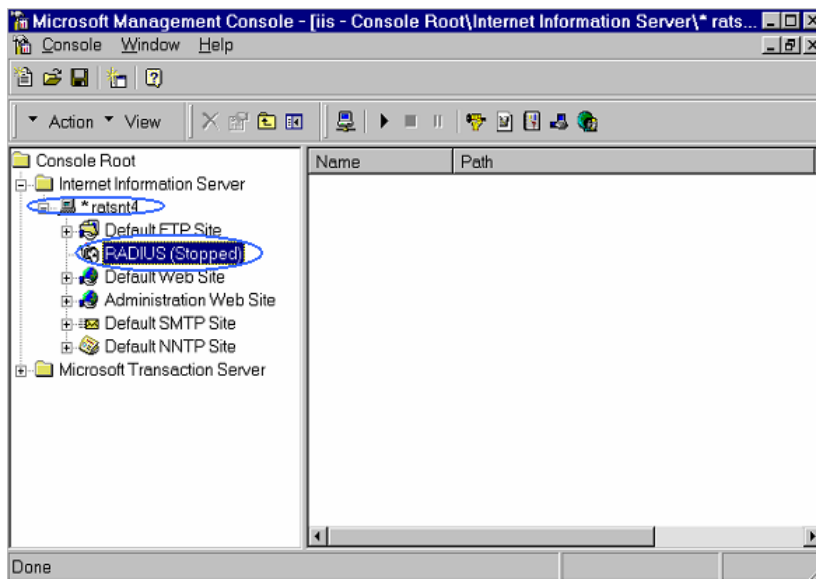 Microsoft Management Console - [iis - Console Root\Internet Information Server\* rats...
Console Window Help
Action View
Console Root
Name Path
Internet Information Server
* ratsnt4
Default FTP Site
RADIUS (Stopped)
Default Web Site
Administration Web Site
Default SMTP Site
Default NNTP Site
Microsoft Transaction Server
Done